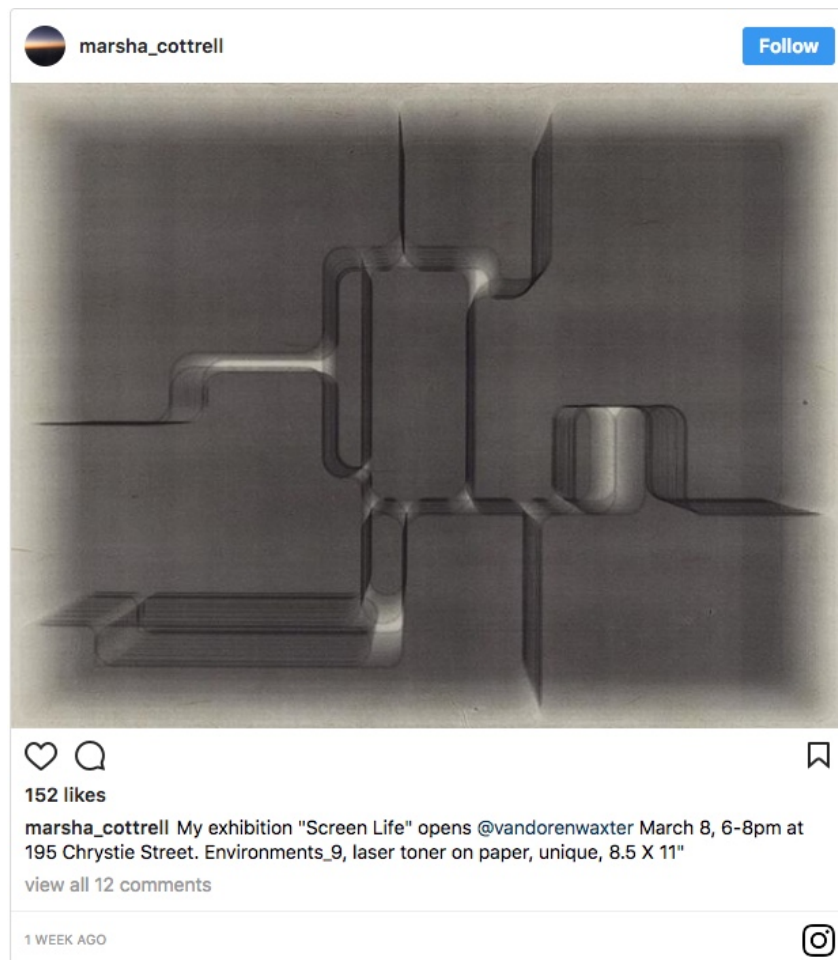 marsha_cottrell
Follow
152 likes
marsha_cottrell My exhibition "Screen Life" opens @vandorenwaxter March 8, 6-8pm at
195 Chrystie Street. Environments_9, laser toner on paper, unique, 8.5 X 11"
view all 12 comments
1 WEEK AGO